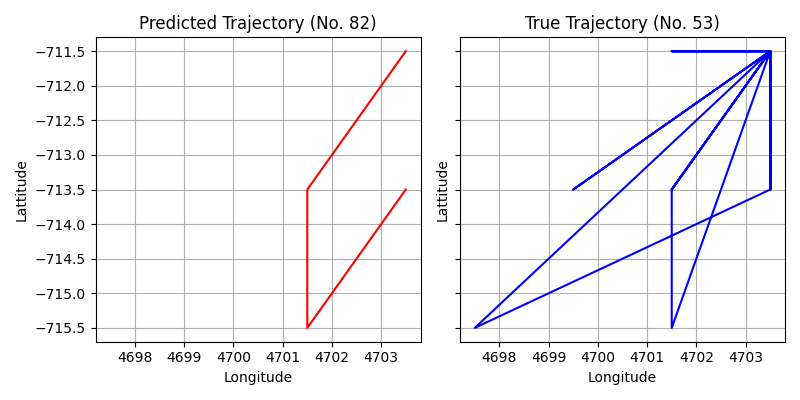 Predicted Trajectory (No. 82)
−711.5
−712.0
−712.5
−713.0
−713.5
−714.0
−714.5
−715.0
−715.5
Lattitude
4698 4699 4700 4701 4702 4703
Longitude
True Trajectory (No. 53)
Lattitude
4698 4699 4700 4701 4702 4703
Longitude